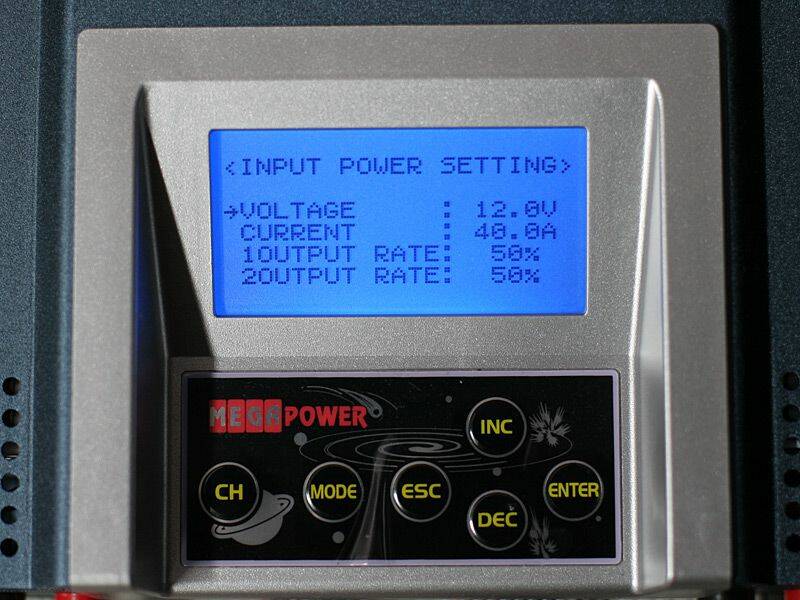 <INPUT POWER SETTING>
→VOLTAGE : 12.0V
CURRENT : 40.0A
1OUTPUT RATE: 50%
2OUTPUT RATE: 50%
MEGAPOWER
INC
CH
MODE
ESC
DEC
ENTER